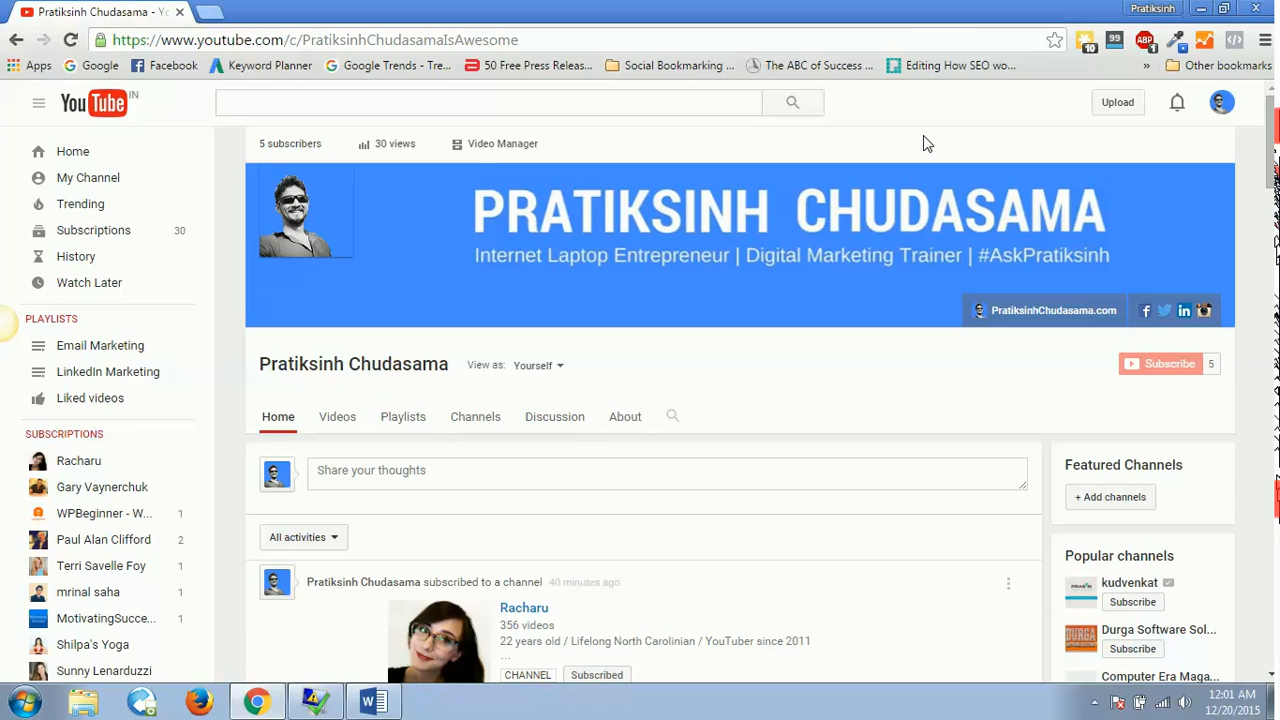 Pratiksinh Chudasama - Yo
Pratiksinh
https://www.youtube.com/c/PratiksinhChudasamaIsAwesome
10
99
ABP
1
Apps
Google
Facebook
Keyword Planner
Google Trends - Tre...
50 Free Press Releas...
Social Bookmarking ...
The ABC of Success ...
Editing How SEO wo...
»
Other bookmarks
YouTube IN
Upload
5 subscribers
30 views
Video Manager
Home
My Channel
Trending
Subscriptions 30
History
Watch Later
PLAYLISTS
Email Marketing
LinkedIn Marketing
Liked videos
SUBSCRIPTIONS
Racharu
Gary Vaynerchuk
WPBeginner - W... 1
Paul Alan Clifford 2
Terri Savelle Foy 1
mrinal saha 1
MotivatingSucce... 1
Shilpa's Yoga
Sunny Lenarduzzi
PRATIKSINH CHUDASAMA
Internet Laptop Entrepreneur | Digital Marketing Trainer | #AskPratiksinh
PratiksinhChudasama.com
Pratiksinh Chudasama
View as: Yourself
Subscribe 5
Home
Videos
Playlists
Channels
Discussion
About
Share your thoughts
All activities
Pratiksinh Chudasama subscribed to a channel 40 minutes ago
Racharu
356 videos
22 years old / Lifelong North Carolinian / YouTuber since 2011
...
CHANNEL
Subscribed
Featured Channels
+ Add channels
Popular channels
kudvenkat
Subscribe
Durga Software Sol...
Subscribe
Computer Era Maga...
12:01 AM
12/20/2015